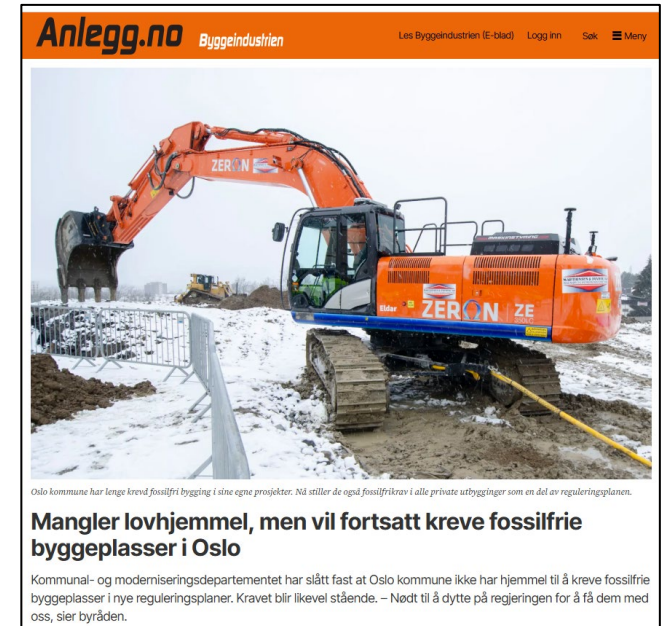 Anlegg.no Byggeindustrien Les Byggeindustrien (E-blad) Logg inn Søk Meny
ZERON
Eldar ZERON ZE
Oslo kommune har lenge krevd fossilfri bygging i sine egne prosjekter. Nå stiller de også fossilfrikrav i alle private utbygginger som en del av reguleringsplanen.
Mangler lovhjemmel, men vil fortsatt kreve fossilfrie
byggeplasser i Oslo
Kommunal- og moderniseringsdepartementet har slått fast at Oslo kommune ikke har hjemmel til å kreve fossilfrie
byggeplasser i nye reguleringsplaner. Kravet blir likevel stående. – Nødt til å dytte på regjeringen for å få dem med
oss, sier byråden.